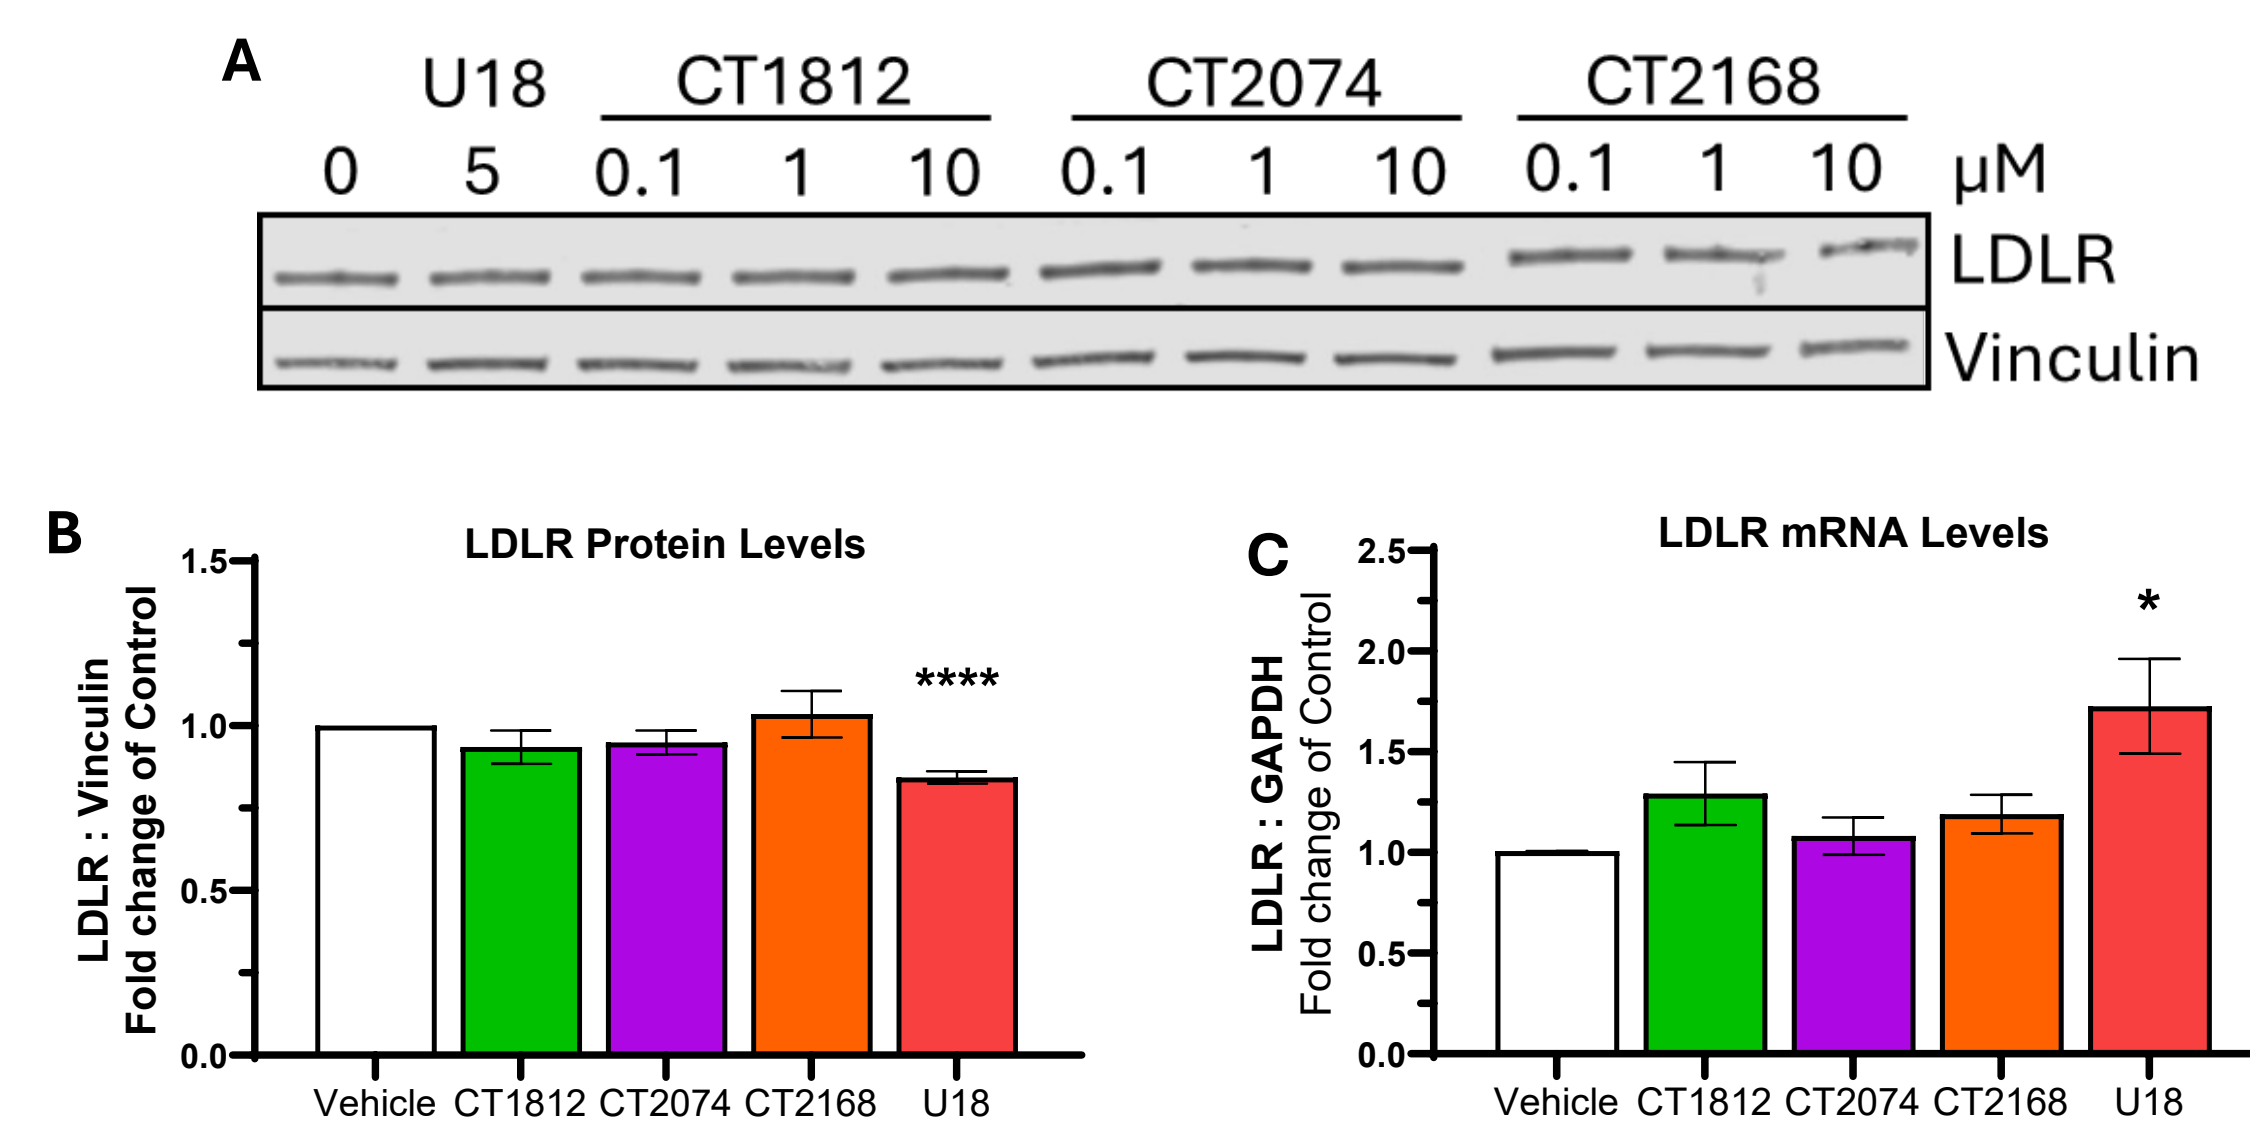 A
U18 CT1812 CT2074 CT2168
0 5 0.1 1 10 0.1 1 10 0.1 1 10 µM
LDLR
Vinculin
B
LDLR Protein Levels
LDLR : Vinculin
Fold change of Control
1.5
1.0
0.5
0.0
****
Vehicle CT1812 CT2074 CT2168 U18
C
LDLR mRNA Levels
LDLR : GAPDH
Fold change of Control
2.5
2.0
1.5
1.0
0.5
0.0
*
Vehicle CT1812 CT2074 CT2168 U18